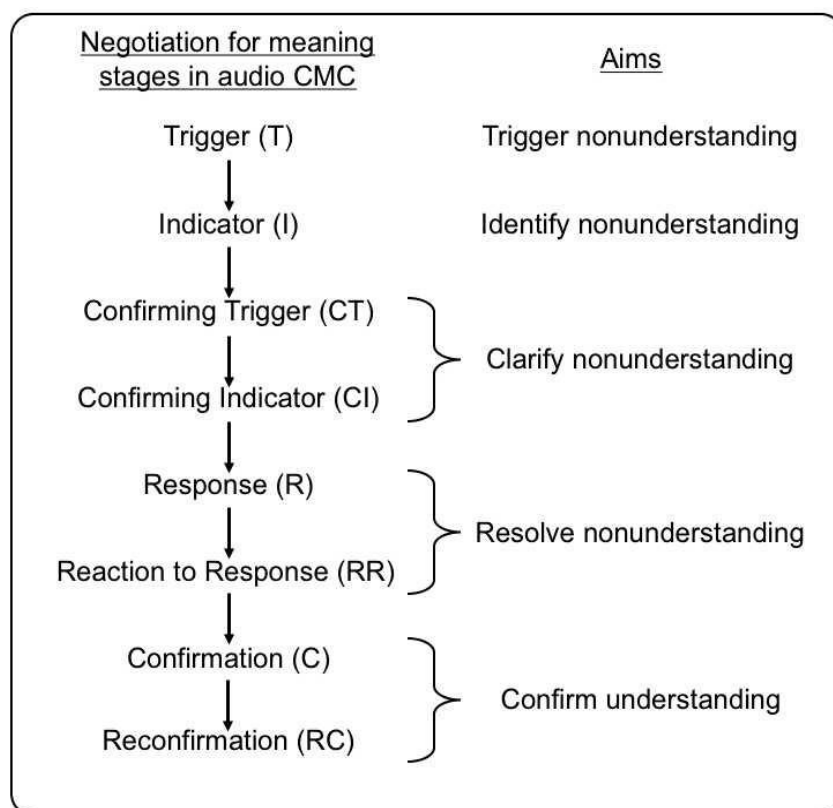 Negotiation for meaning
stages in audio CMC
Aims
Trigger (T)
Trigger nonunderstanding
Indicator (I)
Identify nonunderstanding
Confirming Trigger (CT)
Clarify nonunderstanding
Confirming Indicator (CI)
Response (R)
Resolve nonunderstanding
Reaction to Response (RR)
Confirmation (C)
Confirm understanding
Reconfirmation (RC)